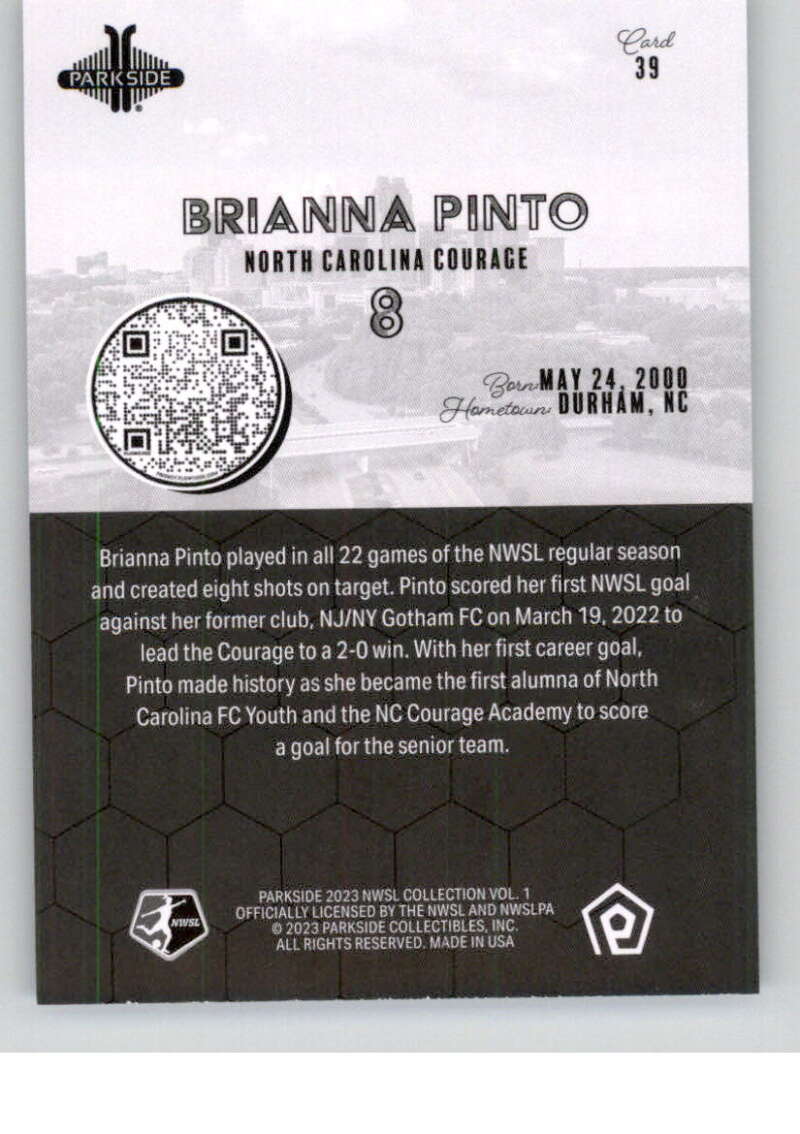 PARKSIDE
Card
39
BRIANNA PINTO
NORTH CAROLINA COURAGE
8
Born MAY 24, 2000
Hometown DURHAM, NC
Brianna Pinto played in all 22 games of the NWSL regular season
and created eight shots on target. Pinto scored her first NWSL goal
against her former club, NJ/NY Gotham FC on March 19, 2022 to
lead the Courage to a 2-0 win. With her first career goal,
Pinto made history as she became the first alumna of North
Carolina FC Youth and the NC Courage Academy to score
a goal for the senior team.
NWSL
PARKSIDE 2023 NWSL COLLECTION VOL. 1
OFFICIALLY LICENSED BY THE NWSL AND NWSLPA
© 2023 PARKSIDE COLLECTIBLES, INC.
ALL RIGHTS RESERVED. MADE IN USA